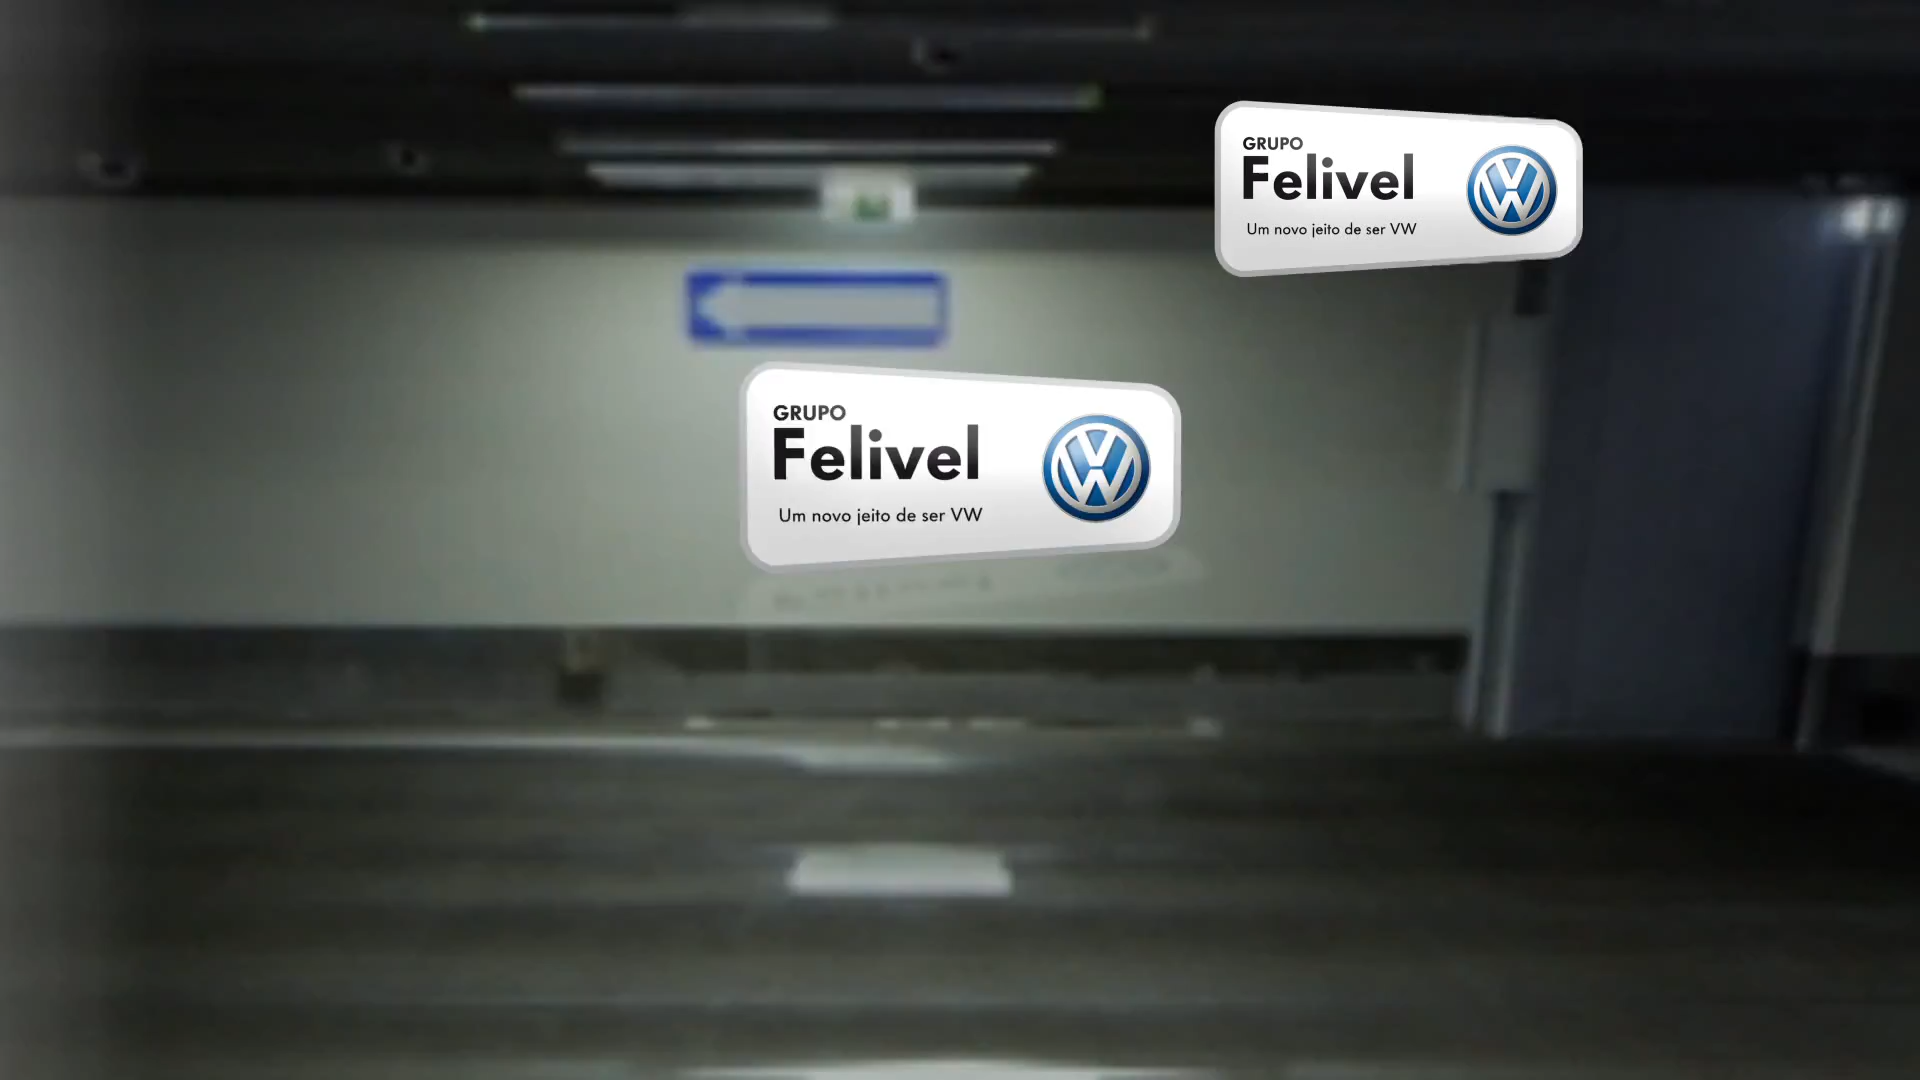 GRUPO
Felivel
Um novo jeito de ser VW
GRUPO
Felivel
Um novo jeito de ser VW